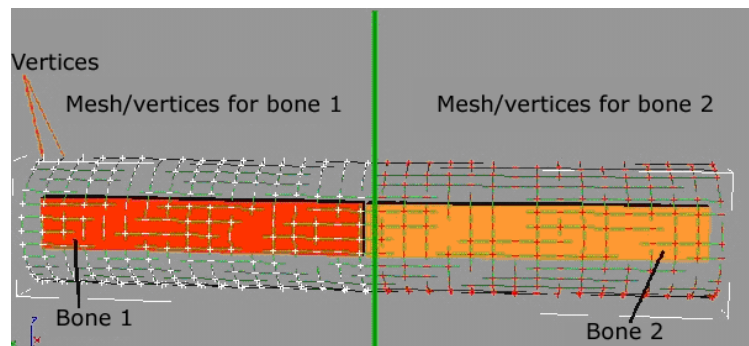 Vertices
Mesh/vertices for bone 1
Mesh/vertices for bone 2
Bone 1
Bone 2
z
x